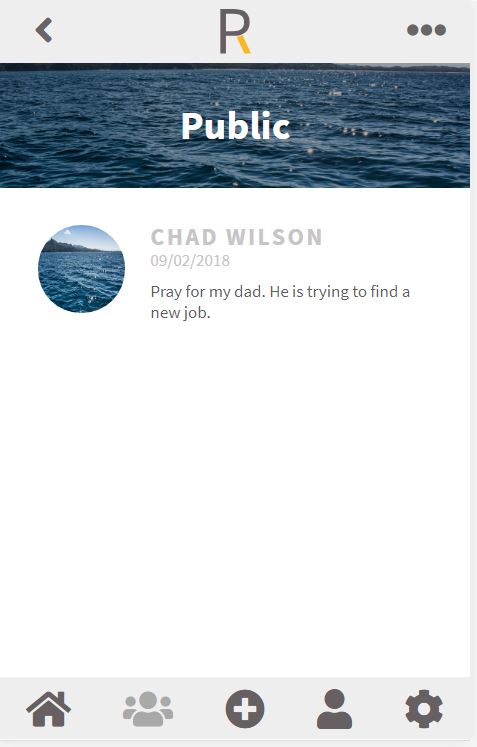 R
Public
CHAD WILSON
09/02/2018
Pray for my dad. He is trying to find a
new job.